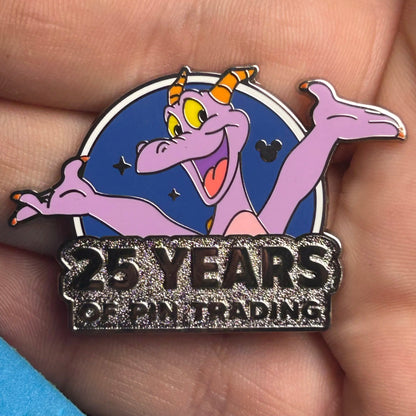 25 YEARS
OF PIN TRADING